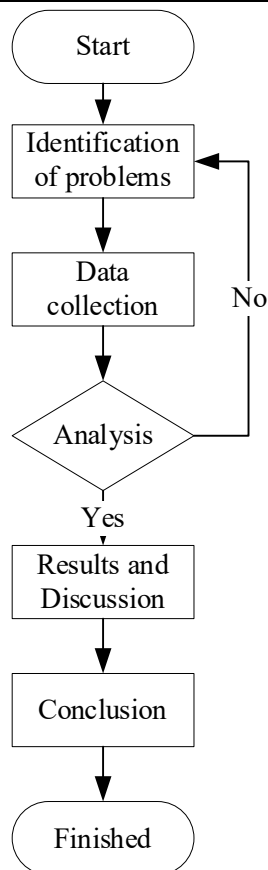 Start
Identification
of problems
Data
collection
No
Analysis
Yes
Results and
Discussion
Conclusion
Finished